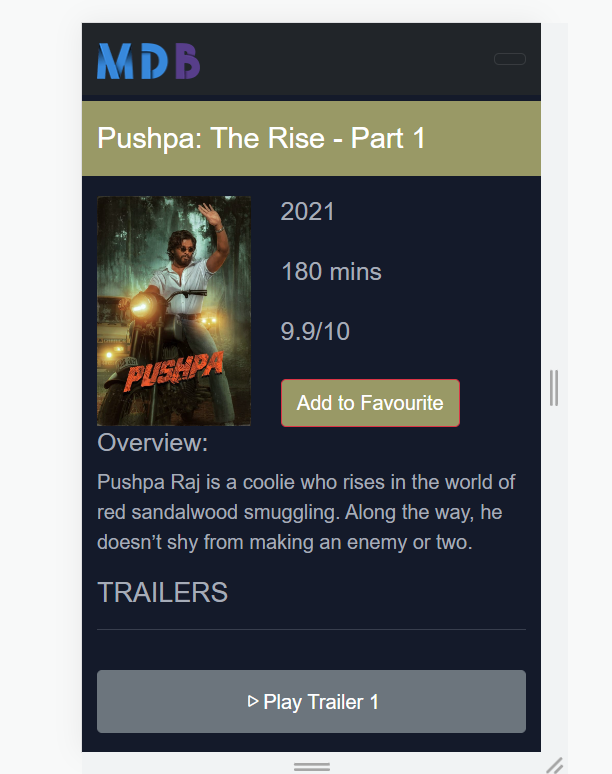 MDB
Pushpa: The Rise - Part 1
2021
180 mins
9.9/10
PUSHPA
Add to Favourite
Overview:
Pushpa Raj is a coolie who rises in the world of
red sandalwood smuggling. Along the way, he
doesn’t shy from making an enemy or two.
TRAILERS
Play Trailer 1